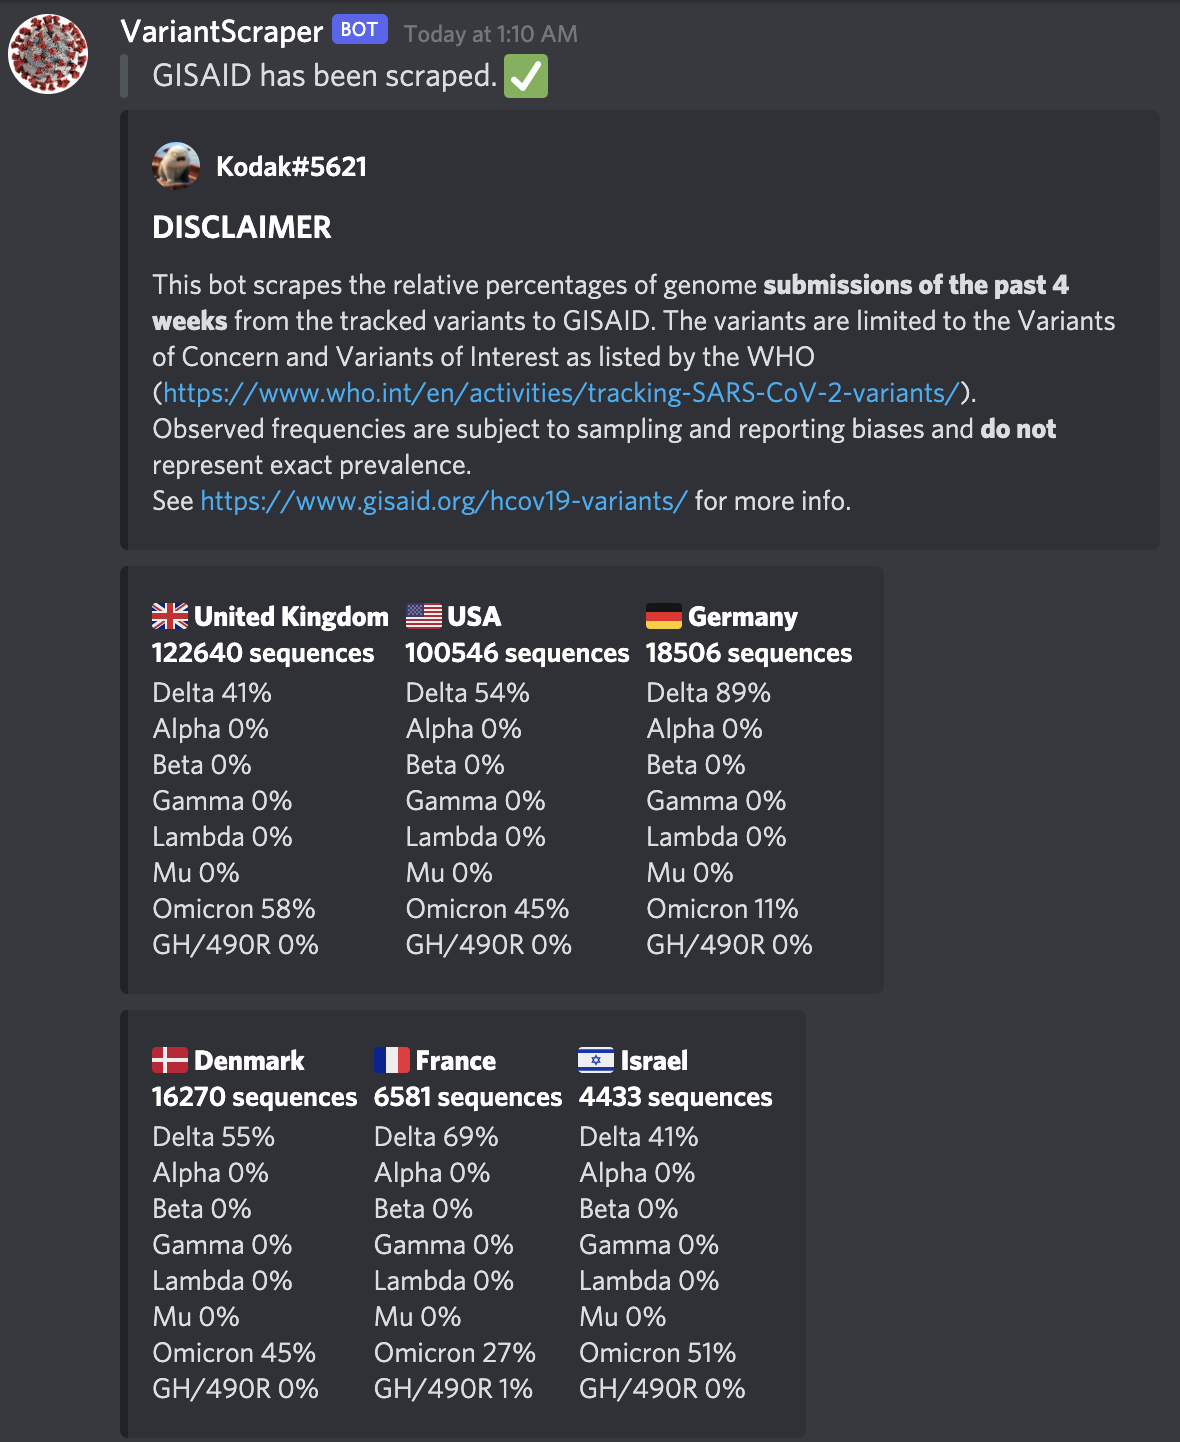 VariantScraper BOT Today at 1:10 AM
GISAID has been scraped.
Kodak#5621
DISCLAIMER
This bot scrapes the relative percentages of genome submissions of the past 4
weeks from the tracked variants to GISAID. The variants are limited to the Variants
of Concern and Variants of Interest as listed by the WHO
(https://www.who.int/en/activities/tracking-SARS-CoV-2-variants/).
Observed frequencies are subject to sampling and reporting biases and do not
represent exact prevalence.
See https://www.gisaid.org/hcov19-variants/ for more info.
United Kingdom
122640 sequences
Delta 41%
Alpha 0%
Beta 0%
Gamma 0%
Lambda 0%
Mu 0%
Omicron 58%
GH/490R 0%
USA
100546 sequences
Delta 54%
Alpha 0%
Beta 0%
Gamma 0%
Lambda 0%
Mu 0%
Omicron 45%
GH/490R 0%
Germany
18506 sequences
Delta 89%
Alpha 0%
Beta 0%
Gamma 0%
Lambda 0%
Mu 0%
Omicron 11%
GH/490R 0%
Denmark
16270 sequences
Delta 55%
Alpha 0%
Beta 0%
Gamma 0%
Lambda 0%
Mu 0%
Omicron 45%
GH/490R 0%
France
6581 sequences
Delta 69%
Alpha 0%
Beta 0%
Gamma 0%
Lambda 0%
Mu 0%
Omicron 27%
GH/490R 1%
Israel
4433 sequences
Delta 41%
Alpha 0%
Beta 0%
Gamma 0%
Lambda 0%
Mu 0%
Omicron 51%
GH/490R 0%